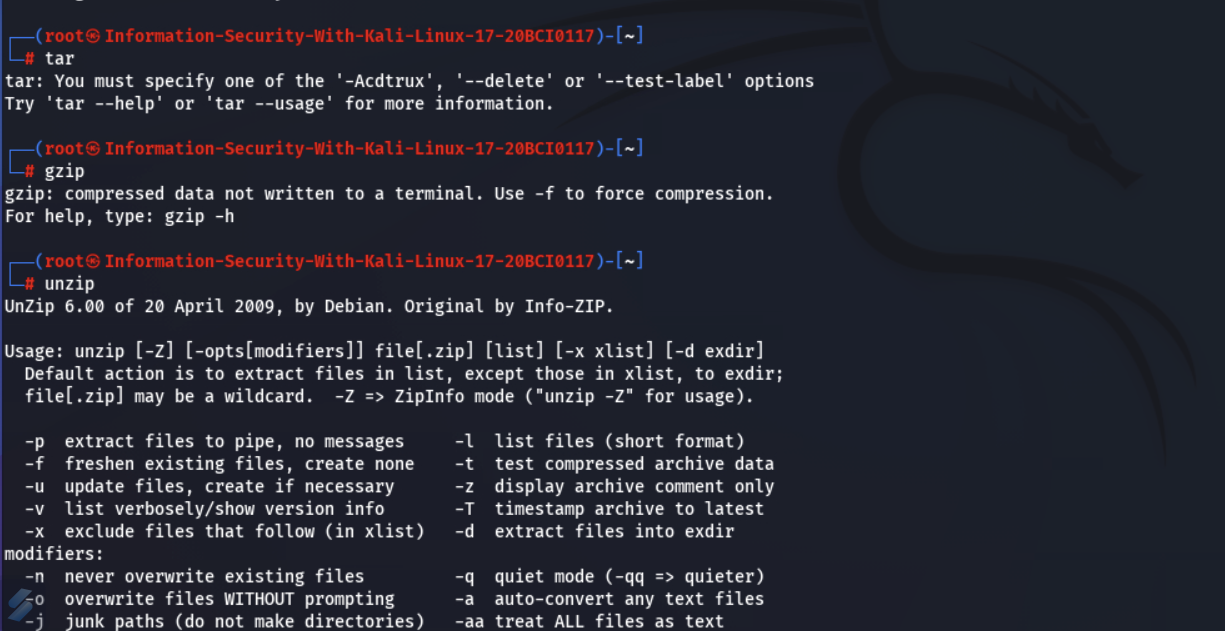 ┌──(root㉿Information-Security-With-Kali-Linux-17-20BCI0117)-[~]
└─# tar
tar: You must specify one of the '-Acdtrux', '--delete' or '--test-label' options
Try 'tar --help' or 'tar --usage' for more information.
┌──(root㉿Information-Security-With-Kali-Linux-17-20BCI0117)-[~]
└─# gzip
gzip: compressed data not written to a terminal. Use -f to force compression.
For help, type: gzip -h
┌──(root㉿Information-Security-With-Kali-Linux-17-20BCI0117)-[~]
└─# unzip
UnZip 6.00 of 20 April 2009, by Debian. Original by Info-ZIP.
Usage: unzip [-Z] [-opts[modifiers]] file[.zip] [list] [-x xlist] [-d exdir]
  Default action is to extract files in list, except those in xlist, to exdir;
  file[.zip] may be a wildcard.  -Z => ZipInfo mode ("unzip -Z" for usage).
  -p  extract files to pipe, no messages     -l  list files (short format)
  -f  freshen existing files, create none    -t  test compressed archive data
  -u  update files, create if necessary      -z  display archive comment only
  -v  list verbosely/show version info       -T  timestamp archive to latest
  -x  exclude files that follow (in xlist)   -d  extract files into exdir
modifiers:
  -n  never overwrite existing files         -q  quiet mode (-qq => quieter)
  -o  overwrite files WITHOUT prompting      -a  auto-convert any text files
  -j  junk paths (do not make directories)   -aa treat ALL files as text